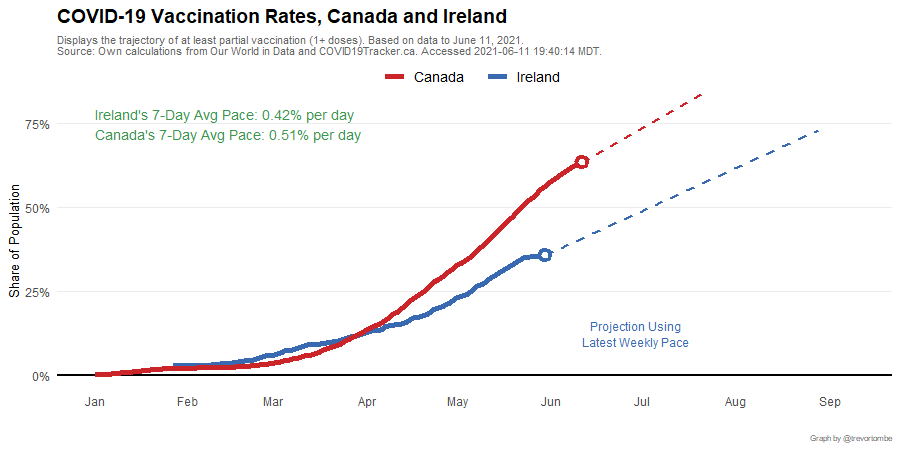 COVID-19 Vaccination Rates, Canada and Ireland
Displays the trajectory of at least partial vaccination (1+ doses). Based on data to June 11, 2021.
Source: Own calculations from Our World in Data and COVID19Tracker.ca. Accessed 2021-06-11 19:40:14 MDT.
Canada
Ireland
Ireland's 7-Day Avg Pace: 0.42% per day
Canada's 7-Day Avg Pace: 0.51% per day
Share of Population
75%
50%
25%
0%
Projection Using
Latest Weekly Pace
Jan Feb Mar Apr May Jun Jul Aug Sep
Graph by @trevortombe